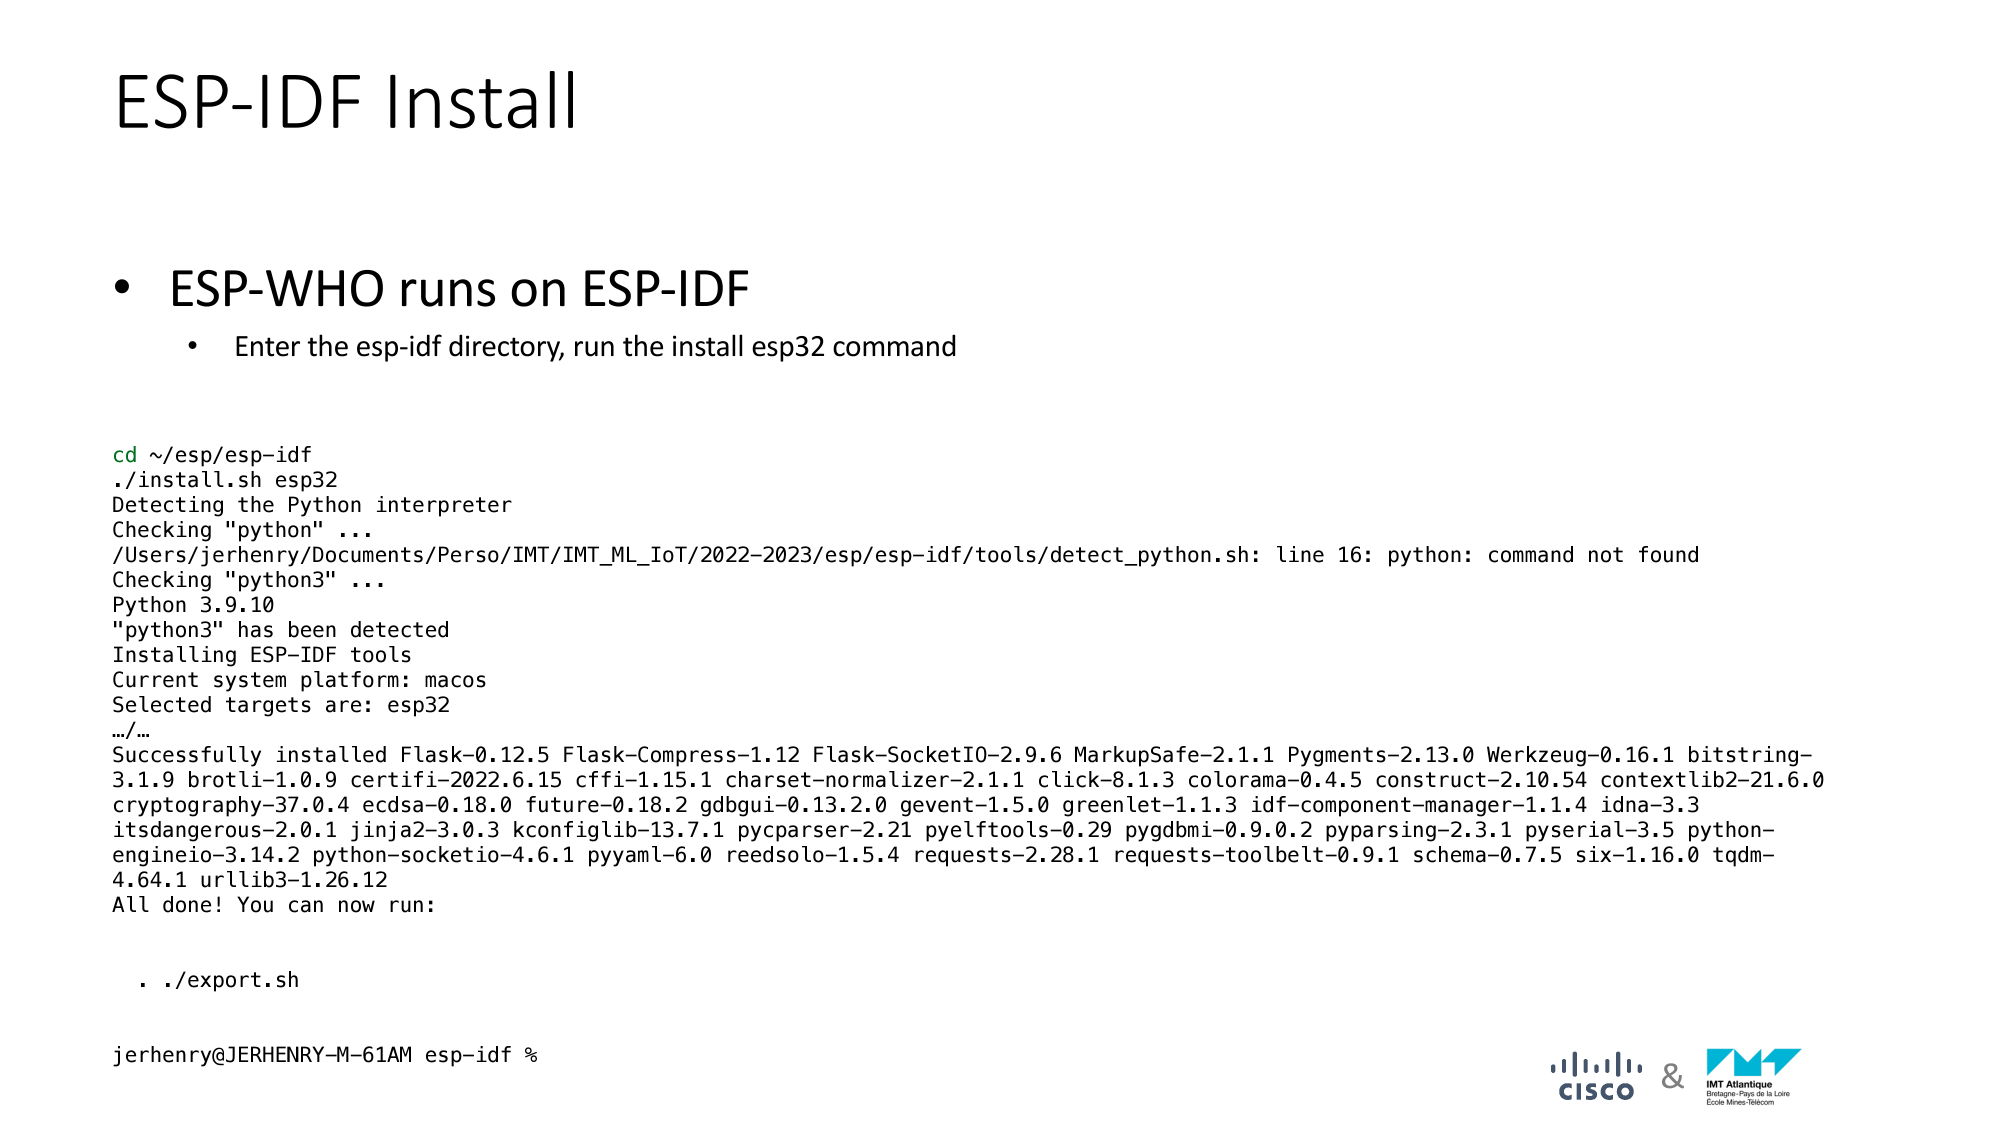 ESP-IDF Install
• ESP-WHO runs on ESP-IDF
• Enter the esp-idf directory, run the install esp32 command
cd ~/esp/esp-idf
./install.sh esp32
Detecting the Python interpreter
Checking "python" ...
/Users/jerhenry/Documents/Perso/IMT/IMT_ML_IoT/2022-2023/esp/esp-idf/tools/detect_python.sh: line 16: python: command not found
Checking "python3" ...
Python 3.9.10
"python3" has been detected
Installing ESP-IDF tools
Current system platform: macos
Selected targets are: esp32
…/…
Successfully installed Flask-0.12.5 Flask-Compress-1.12 Flask-SocketIO-2.9.6 MarkupSafe-2.1.1 Pygments-2.13.0 Werkzeug-0.16.1 bitstring-
3.1.9 brotli-1.0.9 certifi-2022.6.15 cffi-1.15.1 charset-normalizer-2.1.1 click-8.1.3 colorama-0.4.5 construct-2.10.54 contextlib2-21.6.0
cryptography-37.0.4 ecdsa-0.18.0 future-0.18.2 gdbgui-0.13.2.0 gevent-1.5.0 greenlet-1.1.3 idf-component-manager-1.1.4 idna-3.3
itsdangerous-2.0.1 jinja2-3.0.3 kconfiglib-13.7.1 pycparser-2.21 pyelftools-0.29 pygdbmi-0.9.0.2 pyparsing-2.3.1 pyserial-3.5 python-
engineio-3.14.2 python-socketio-4.6.1 pyyaml-6.0 reedsolo-1.5.4 requests-2.28.1 requests-toolbelt-0.9.1 schema-0.7.5 six-1.16.0 tqdm-
4.64.1 urllib3-1.26.12
All done! You can now run:
. ./export.sh
jerhenry@JERHENRY-M-61AM esp-idf %
CISCO & IMT Atlantique
Bretagne-Pays de la Loire
École Mines-Télécom